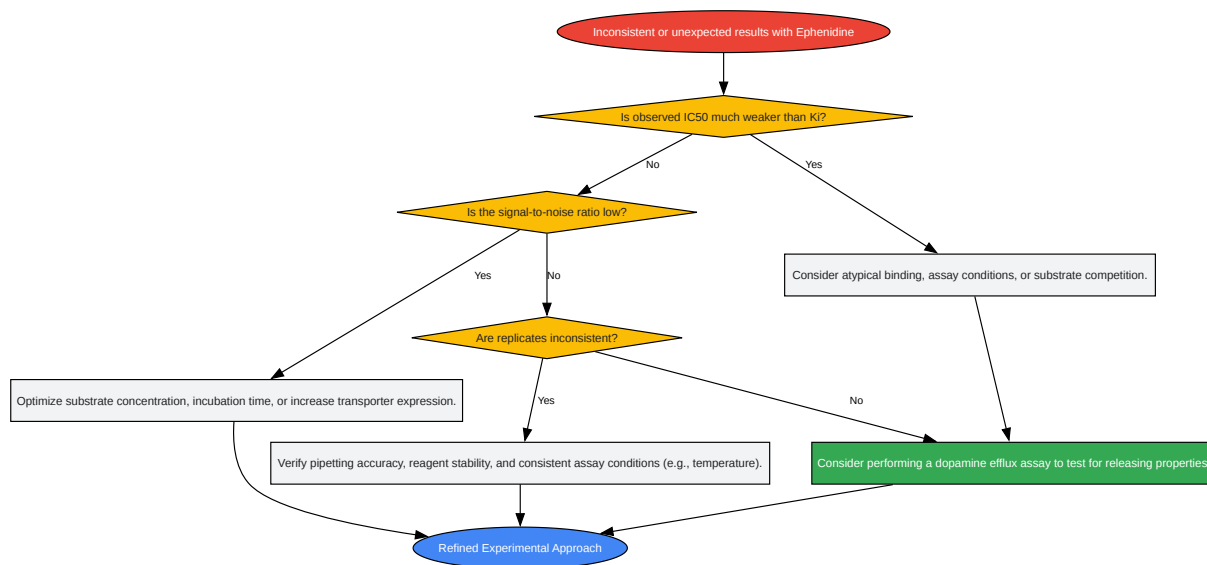 Inconsistent or unexpected results with Ephenidine
Is observed IC50 much weaker than Ki?
No
Yes
Is the signal-to-noise ratio low?
Consider atypical binding, assay conditions, or substrate competition.
Yes
No
Are replicates inconsistent?
Optimize substrate concentration, incubation time, or increase transporter expression.
Yes
No
Verify pipetting accuracy, reagent stability, and consistent assay conditions (e.g., temperature).
Consider performing a dopamine efflux assay to test for releasing properties
Refined Experimental Approach